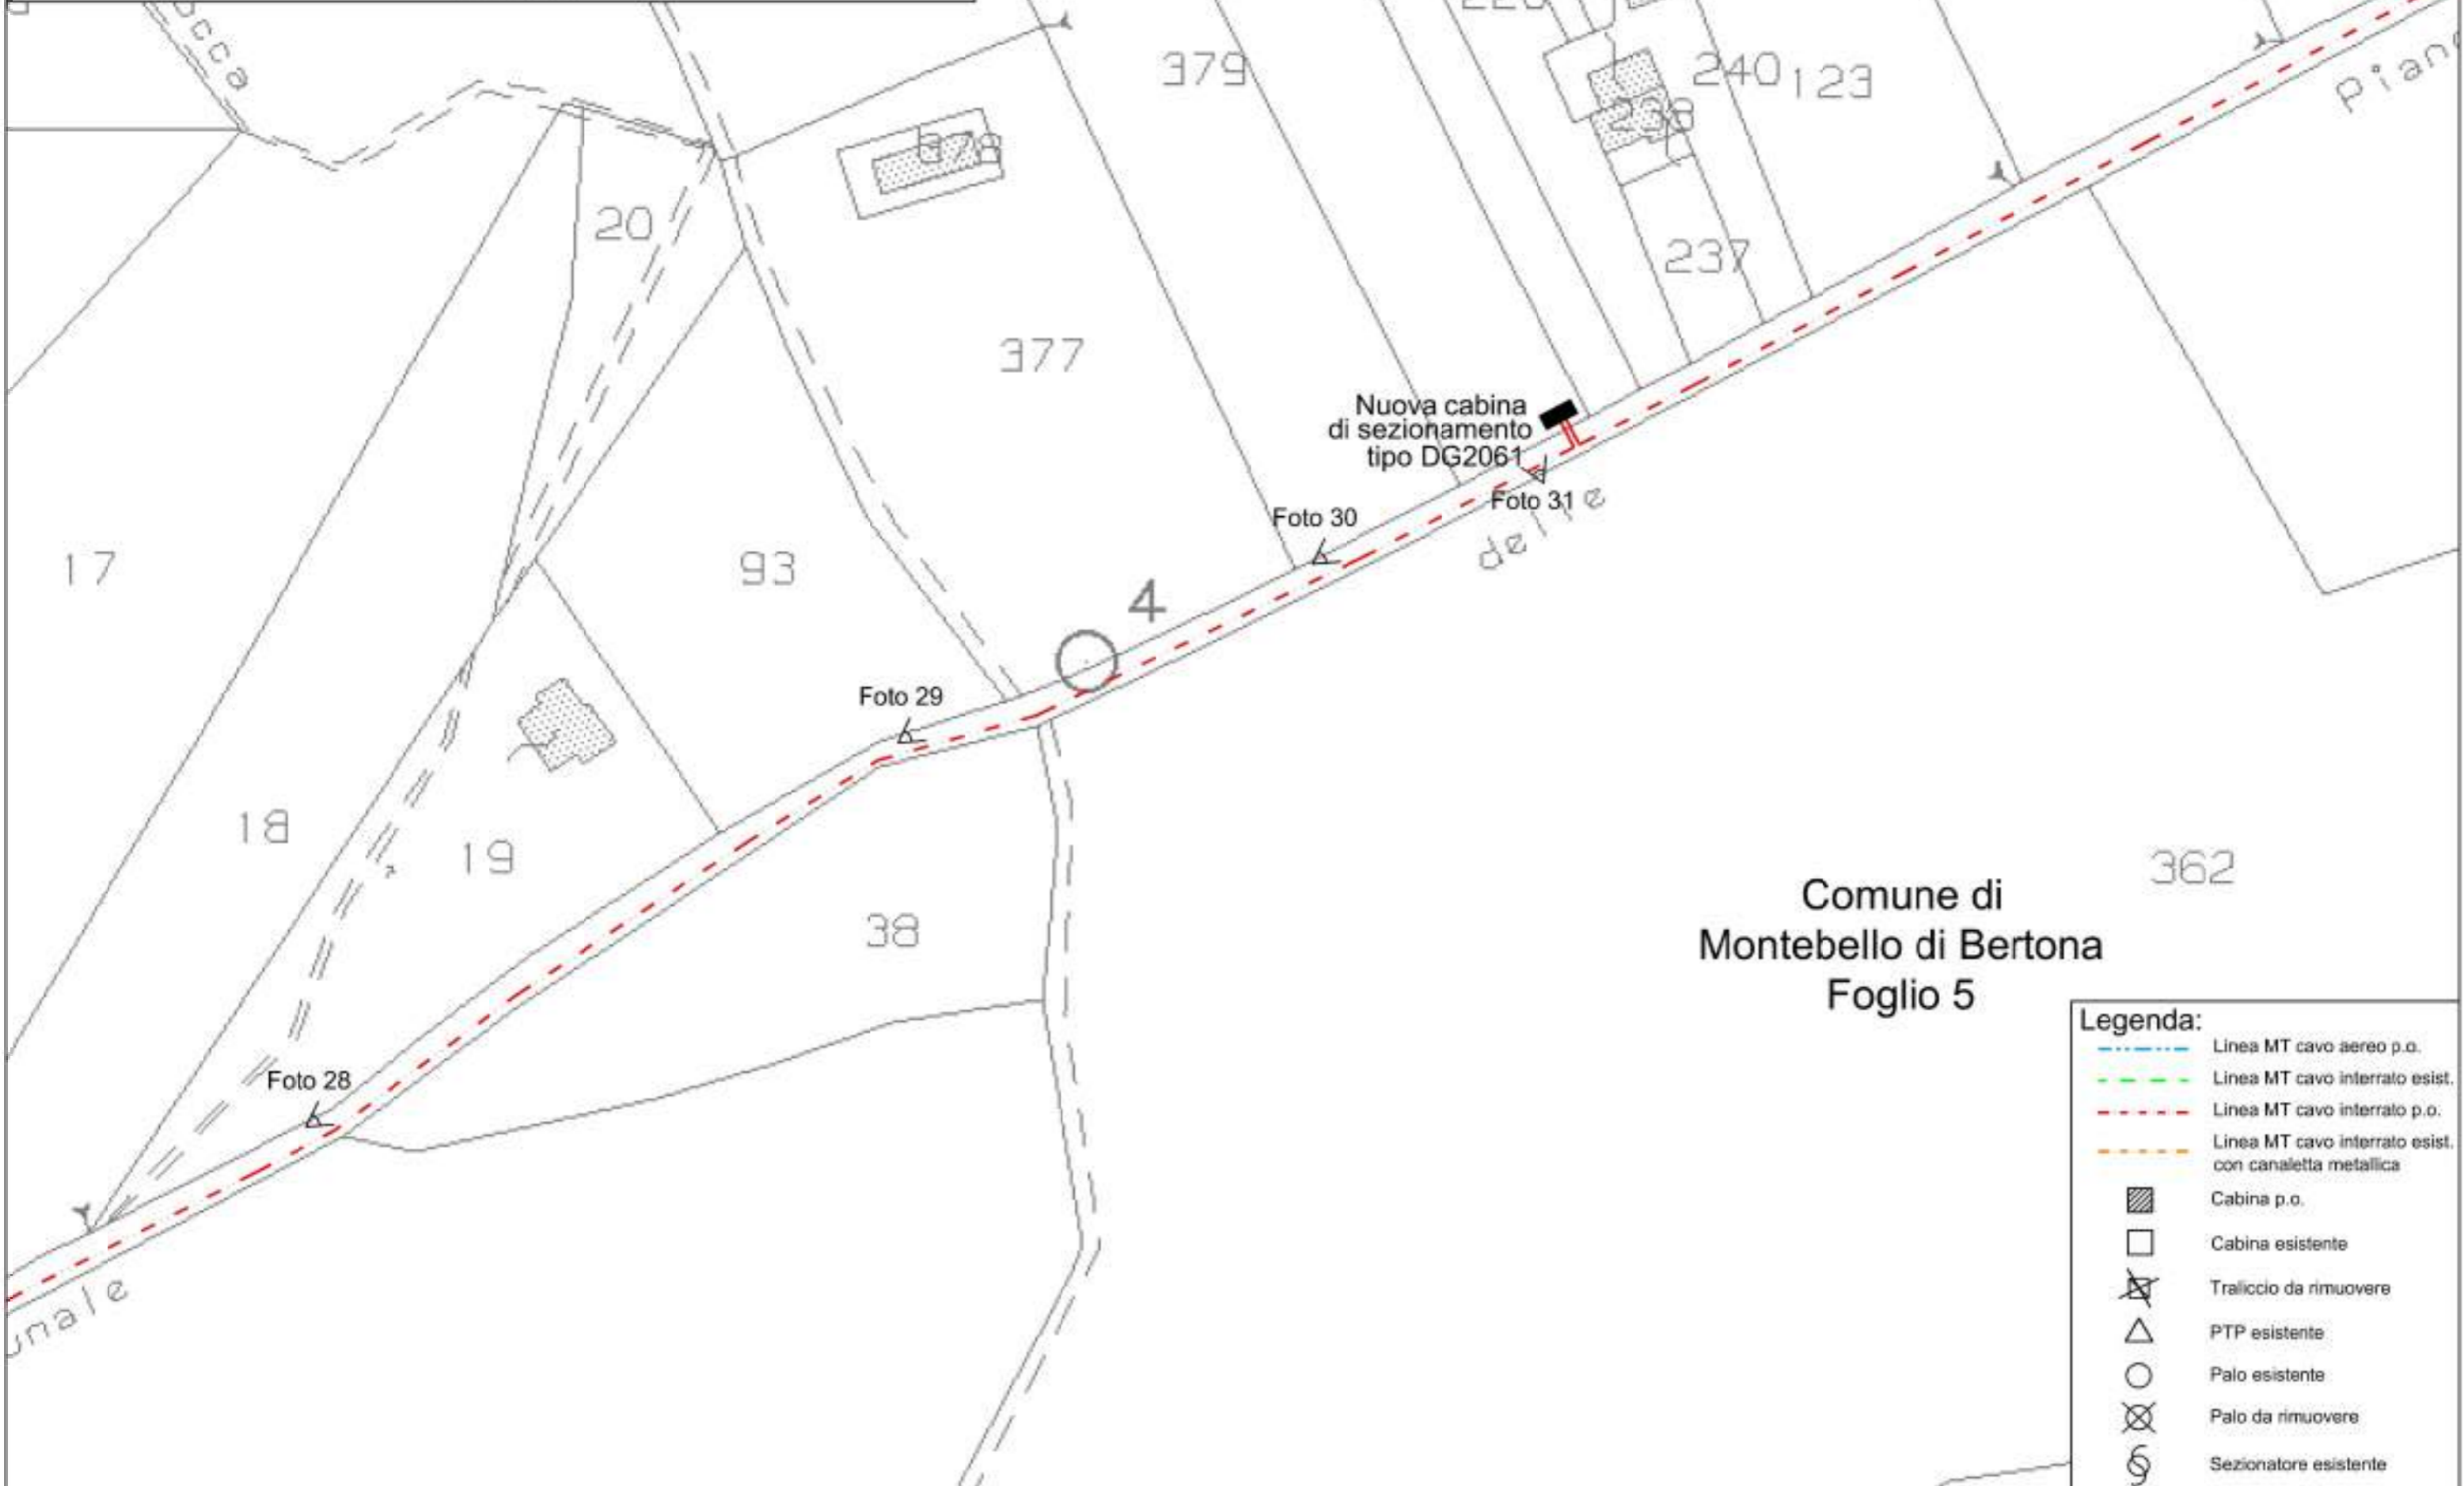 379
240
123
238
378
20
237
377
Nuova cabina
di sezionamento
tipo DG2061
Foto 31
Foto 30
delle
17
93
4
Foto 29
18
19
38
362
Comune di
Montebello di Bertona
Foglio 5
Foto 28
Legenda:
Linea MT cavo aereo p.o.
Linea MT cavo interrato esist.
Linea MT cavo interrato p.o.
Linea MT cavo interrato esist.
con canaletta metallica
Cabina p.o.
Cabina esistente
Traliccio da rimuovere
PTP esistente
Palo esistente
Palo da rimuovere
Sezionatore esistente